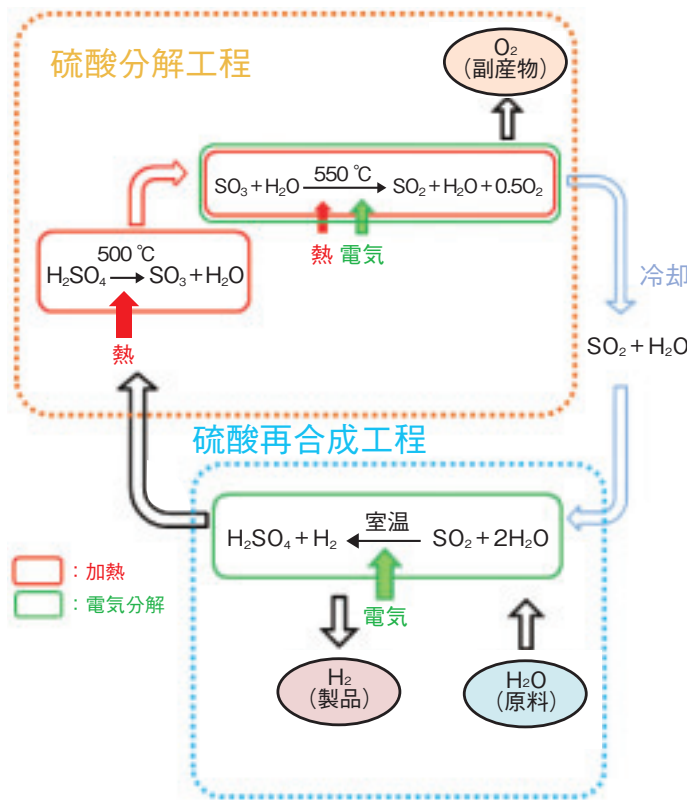 硫酸分解工程
O₂
（副産物）
SO₃＋H₂O 550 ℃ SO₂＋H₂O＋0.5O₂
熱 電気
500 ℃
H₂SO₄ SO₃＋H₂O
熱
冷却
SO₂＋H₂O
硫酸再合成工程
室温
H₂SO₄＋H₂ SO₂＋2H₂O
電気
：加熱
：電気分解
H₂
（製品）
H₂O
（原料）